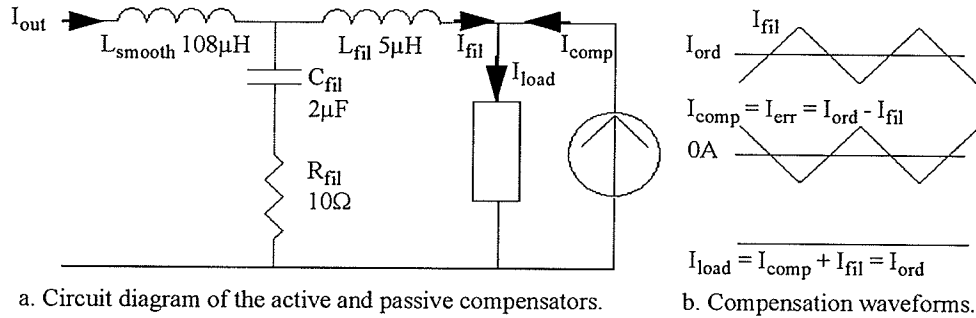 I_out
L_smooth 108μH
L_fil 5μH
I_fil
I_comp
I_load
C_fil
2μF
R_fil
10Ω
a. Circuit diagram of the active and passive compensators.
I_fil
I_ord
I_comp = I_err = I_ord - I_fil
0A
I_load = I_comp + I_fil = I_ord
b. Compensation waveforms.